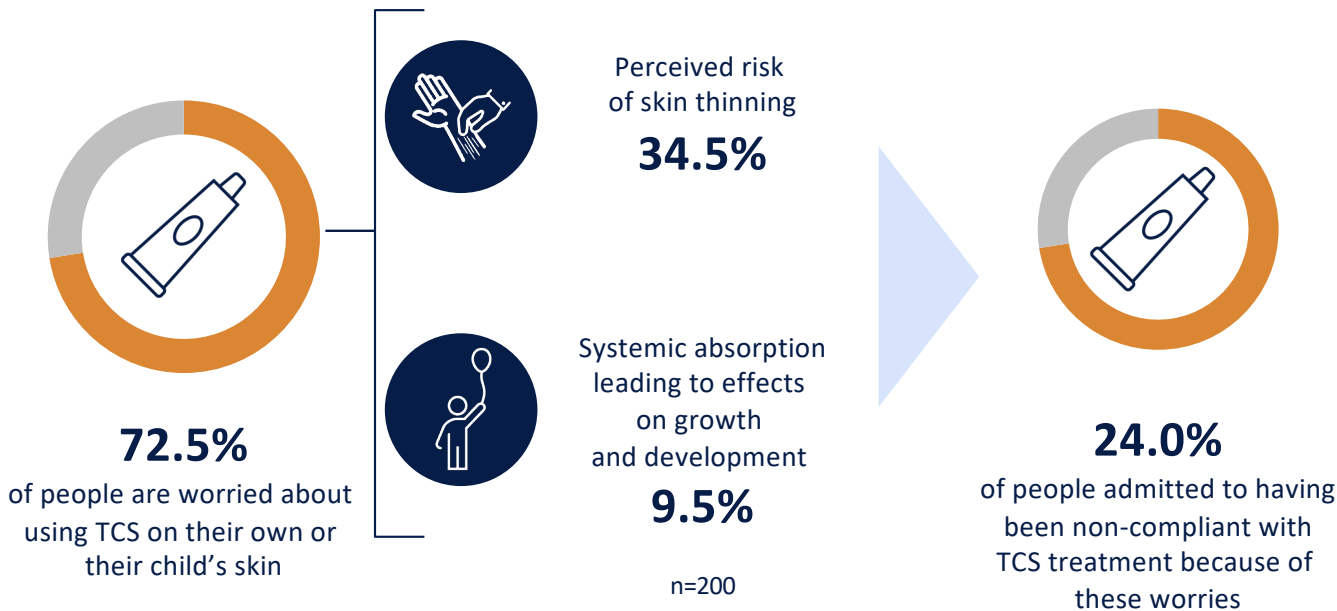 72.5%
of people are worried about
using TCS on their own or
their child’s skin
Perceived risk
of skin thinning
34.5%
Systemic absorption
leading to effects
on growth
and development
9.5%
n=200
24.0%
of people admitted to having
been non-compliant with
TCS treatment because of
these worries